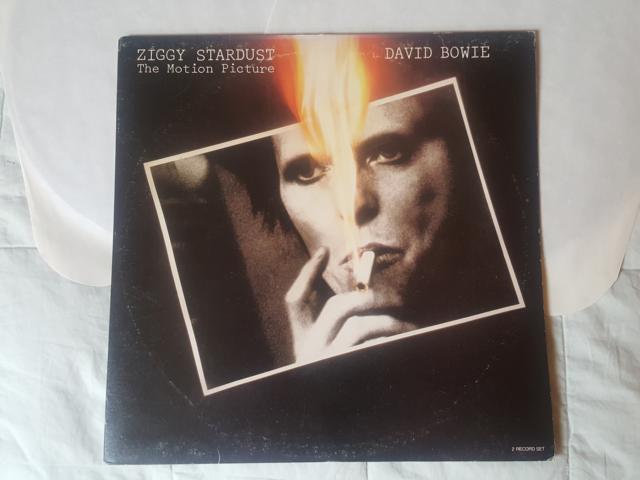 ZIGGY STARDUST
The Motion Picture
DAVID BOWIE
2 RECORD SET